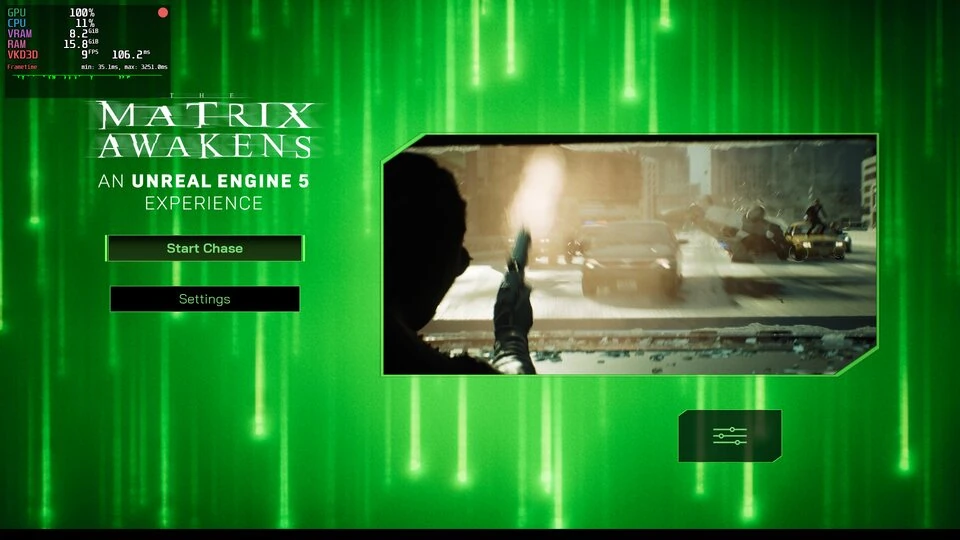 GPU 100%
CPU 11%
VRAM 8.2GiB
RAM 15.8GiB
VKD3D 9FPS 106.2ms
Frametime min: 35.1ms, max: 3251.0ms
THE
MATRIX
AWAKENS
AN UNREAL ENGINE 5
EXPERIENCE
Start Chase
Settings